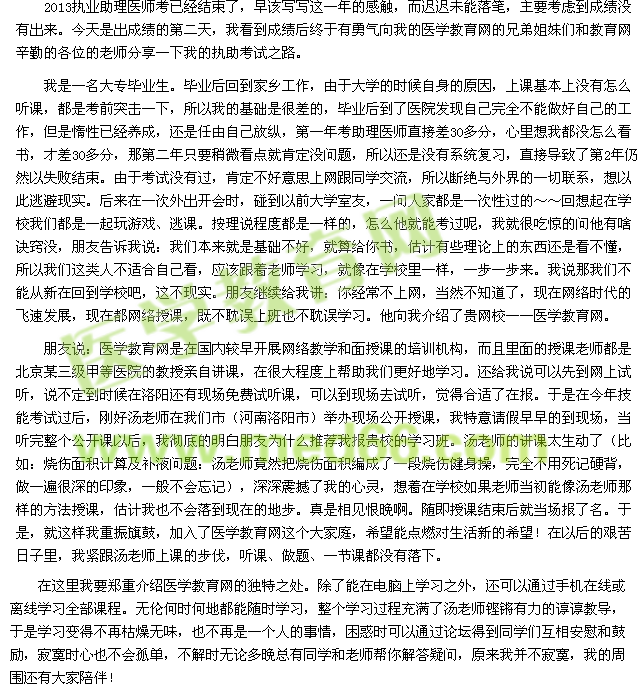 2013执业助理医师考已经结束了，早该写写这一年的感触，而迟迟未能落笔，主要考虑到成绩没
有出来。今天是出成绩的第二天，我看到成绩后终于有勇气向我的医学教育网的兄弟姐妹们和教育网
辛勤的各位的老师分享一下我的执助考试之路。
我是一名大专毕业生。毕业后回到家乡工作，由于大学的时候自身的原因，上课基本上没有怎么
听课，都是考前突击一下，所以我的基础是很差的，毕业后到了医院发现自己完全不能做好自己的工
作，但是惰性已经养成，还是任由自己放纵，第一年考助理医师直接差30多分，心里想我都没怎么看
书，才差30多分，那第二年只要稍微看点就肯定没问题，所以还是没有系统复习，直接导致了第2年仍
然以失败结束。由于考试没有过，肯定不好意思上网跟同学交流，所以断绝与外界的一切联系，想以
此逃避现实。后来在一次外出开会时，碰到以前大学室友，一问人家都是一次性过的～～回想起在学
校我们都是一起玩游戏、逃课。按理说程度都是一样的，怎么他就能考过呢，我就很吃惊的问他有啥
诀窍没，朋友告诉我说：我们本来就是基础不好，就算给你书，估计有些理论上的东西还是看不懂，
所以我们这类人不适合自己看，应该跟着老师学习，就像在学校里一样，一步一步来。我说那我们不
能从新在回到学校吧，这不现实。朋友继续给我讲：你经常不上网，当然不知道了，现在网络时代的
飞速发展，现在都网络授课，既不耽误上班也不耽误学习。他向我介绍了贵网校——医学教育网。
朋友说：医学教育网是在国内较早开展网络教学和面授课的培训机构，而且里面的授课老师都是
北京某三级甲等医院的教授亲自讲课，在很大程度上帮助我们更好地学习。还给我说可以先到网上试
听，说不定到时候在洛阳还有现场免费试听课，可以到现场去试听，觉得合适了在报。于是在今年技
能考试过后，刚好汤老师在我们市（河南洛阳市）举办现场公开授课，我特意请假早早的到现场，当
听完整个公开课以后，我彻底的明白朋友为什么推荐我报贵校的学习班。汤老师的讲课太生动了（比
如：烧伤面积计算及补液问题：汤老师竟然把烧伤面积编成了一段烧伤健身操，完全不用死记硬背，
做一遍很深的印象，一般不会忘记），深深震撼了我的心灵，想着在学校如果老师当初能像汤老师那
样的方法授课，估计我也不会落到现在的地步。真是相见恨晚啊。随即授课结束后就当场报了名。于
是，就这样我重振旗鼓，加入了医学教育网这个大家庭，希望能点燃对生活新的希望！在以后的艰苦
日子里，我紧跟汤老师上课的步伐，听课、做题、一节课都没有落下。
在这里我要郑重介绍医学教育网的独特之处。除了能在电脑上学习之外，还可以通过手机在线或
离线学习全部课程。无伦何时何地都能随时学习，整个学习过程充满了汤老师铿锵有力的谆谆教导，
于是学习变得不再枯燥无味，也不再是一个人的事情，困惑时可以通过论坛得到同学们互相安慰和鼓
励，寂寞时心也不会孤单，不解时无论多晚总有同学和老师帮你解答疑问，原来我并不寂寞，我的周
围还有大家陪伴！
医学教育网
www.med66.com